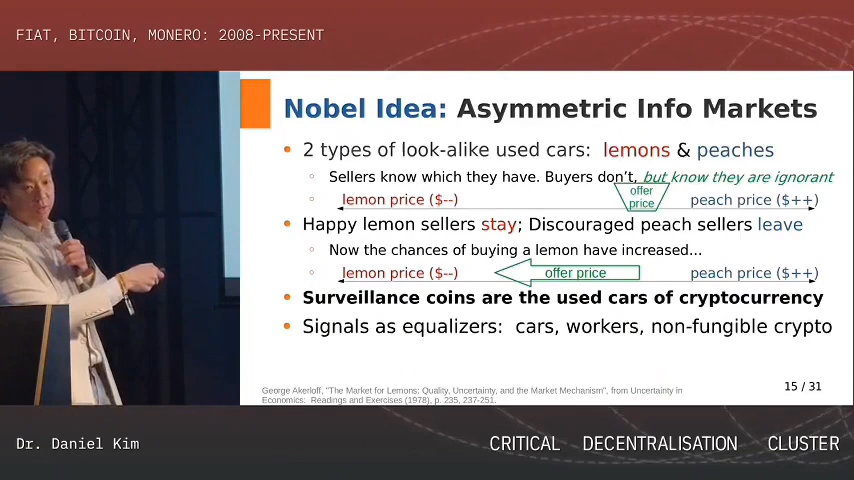 FIAT, BITCOIN, MONERO: 2008-PRESENT
Nobel Idea: Asymmetric Info Markets
2 types of look-alike used cars: lemons & peaches
Sellers know which they have. Buyers don't, but know they are ignorant
lemon price ($--) offer price peach price ($++)
Happy lemon sellers stay; Discouraged peach sellers leave
Now the chances of buying a lemon have increased...
lemon price ($--) offer price peach price ($++)
Surveillance coins are the used cars of cryptocurrency
Signals as equalizers: cars, workers, non-fungible crypto
15 / 31
George Akerloff, "The Market for Lemons: Quality, Uncertainty, and the Market Mechanism", from Uncertainty in
Economics: Readings and Exercises (1978), p. 235, 237-251.
Dr. Daniel Kim
CRITICAL DECENTRALISATION CLUSTER